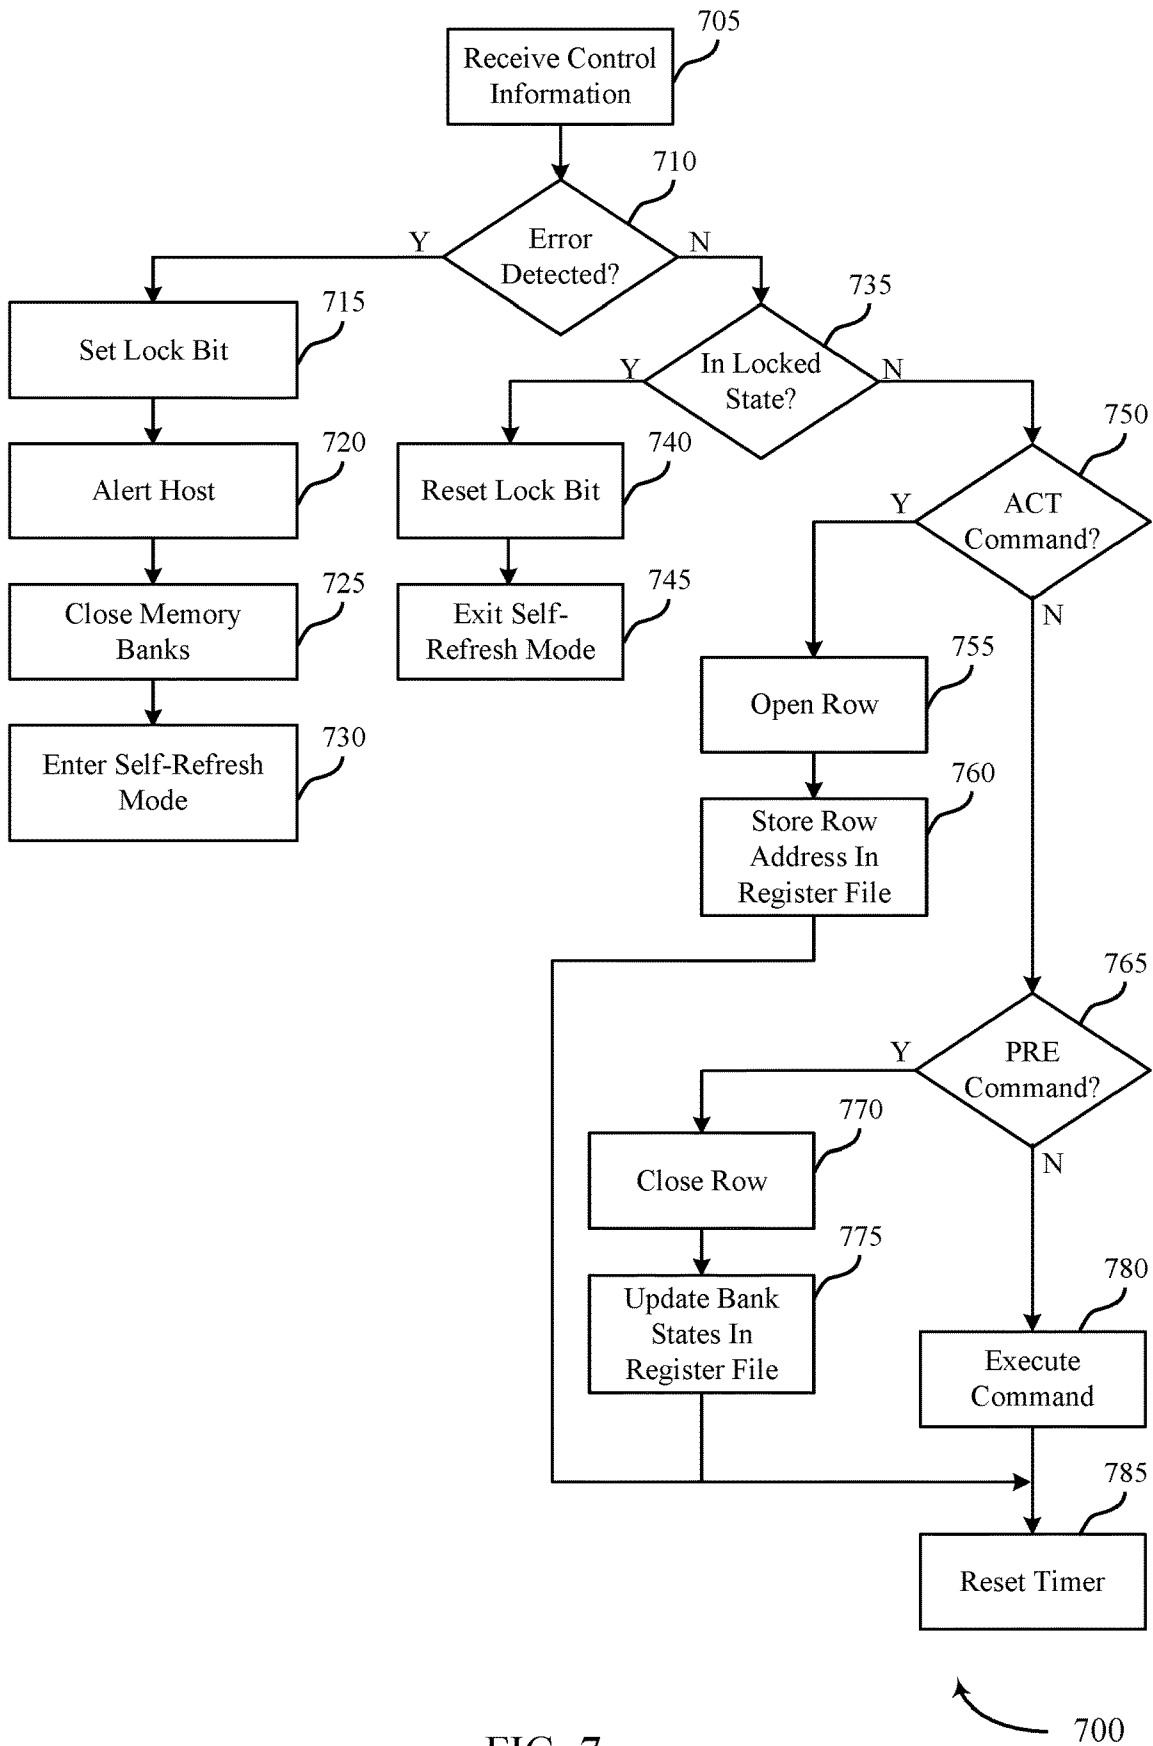 705
Receive Control
Information
710
Error
Detected?
Y
N
715
Set Lock Bit
735
In Locked
State?
Y
N
720
Alert Host
740
Reset Lock Bit
750
ACT
Command?
Y
N
725
Close Memory
Banks
745
Exit Self-
Refresh Mode
755
Open Row
730
Enter Self-Refresh
Mode
760
Store Row
Address In
Register File
765
PRE
Command?
Y
N
770
Close Row
775
Update Bank
States In
Register File
780
Execute
Command
785
Reset Timer
700
FIG. 7